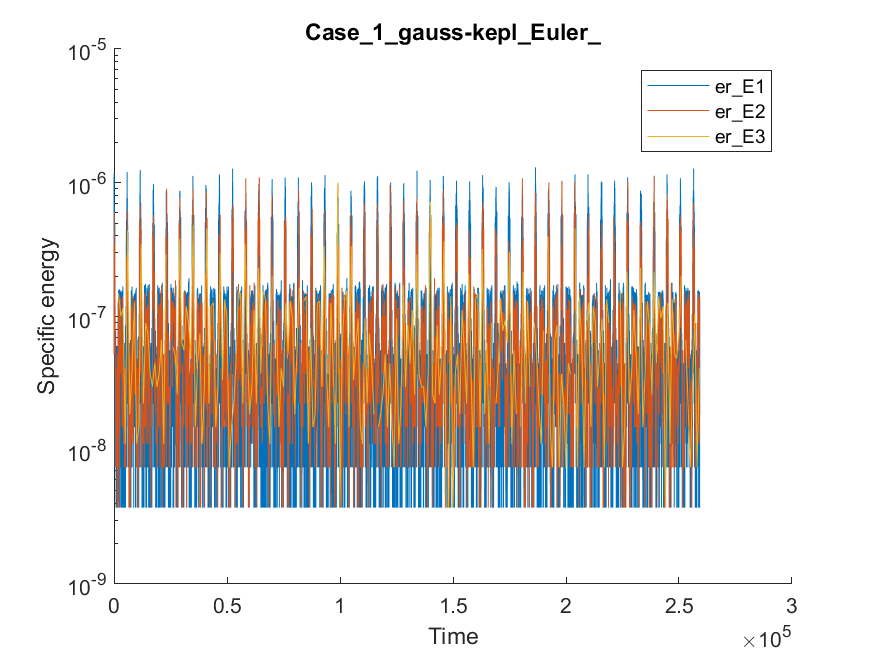 Case_1_gauss-kepl_Euler_
10^-5
10^-6
10^-7
10^-8
10^-9
Specific energy
er_E1
er_E2
er_E3
0 0.5 1 1.5 2 2.5 3
Time
×10^5